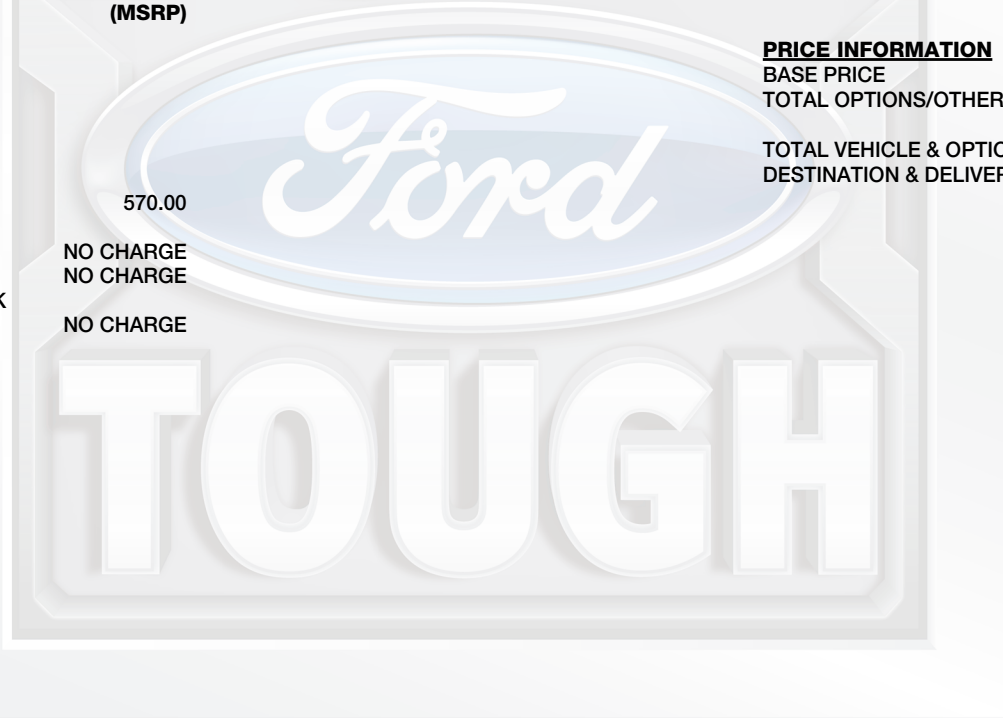 (MSRP)
570.00
NO CHARGE
NO CHARGE
K
NO CHARGE
PRICE INFORMATION
BASE PRICE
TOTAL OPTIONS/OTHER
TOTAL VEHICLE & OPTIO
DESTINATION & DELIVER
Ford
TOUGH